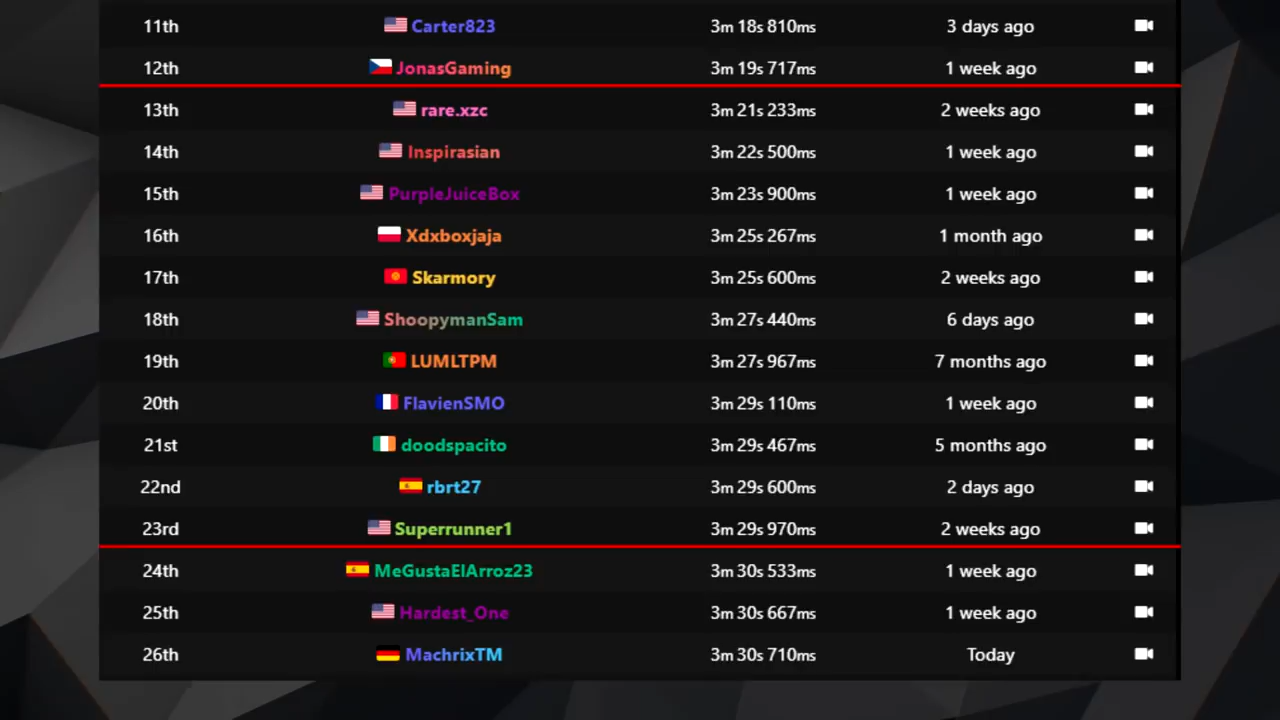 11th Carter823 3m 18s 810ms 3 days ago
12th JonasGaming 3m 19s 717ms 1 week ago
13th rare.xzc 3m 21s 233ms 2 weeks ago
14th Inspirasian 3m 22s 500ms 1 week ago
15th PurpleJuiceBox 3m 23s 900ms 1 week ago
16th Xdxboxjaja 3m 25s 267ms 1 month ago
17th Skarmory 3m 25s 600ms 2 weeks ago
18th ShoopymanSam 3m 27s 440ms 6 days ago
19th LUMLTPM 3m 27s 967ms 7 months ago
20th FlavienSMO 3m 29s 110ms 1 week ago
21st doodspacito 3m 29s 467ms 5 months ago
22nd rbrt27 3m 29s 600ms 2 days ago
23rd Superrunner1 3m 29s 970ms 2 weeks ago
24th MeGustaElArroz23 3m 30s 533ms 1 week ago
25th Hardest_One 3m 30s 667ms 1 week ago
26th MachrixTM 3m 30s 710ms Today